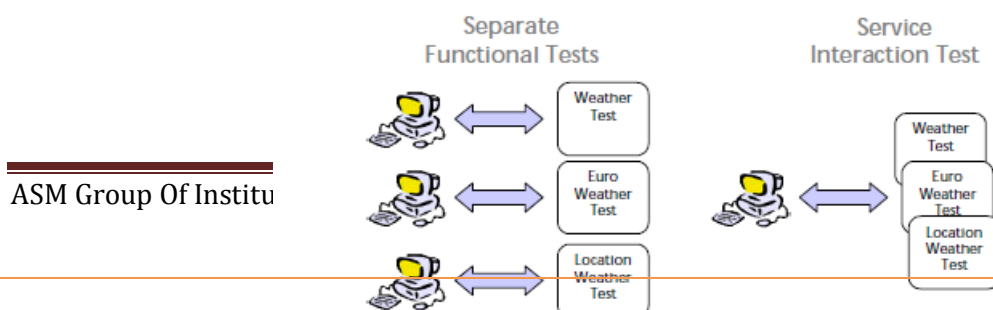 Separate
Functional Tests
Service
Interaction Test
Weather
Test
Euro
Weather
Test
Location
Weather
Test
Weather
Test
Euro
Weather
Test
Location
Weather
Test
ASM Group Of Institu